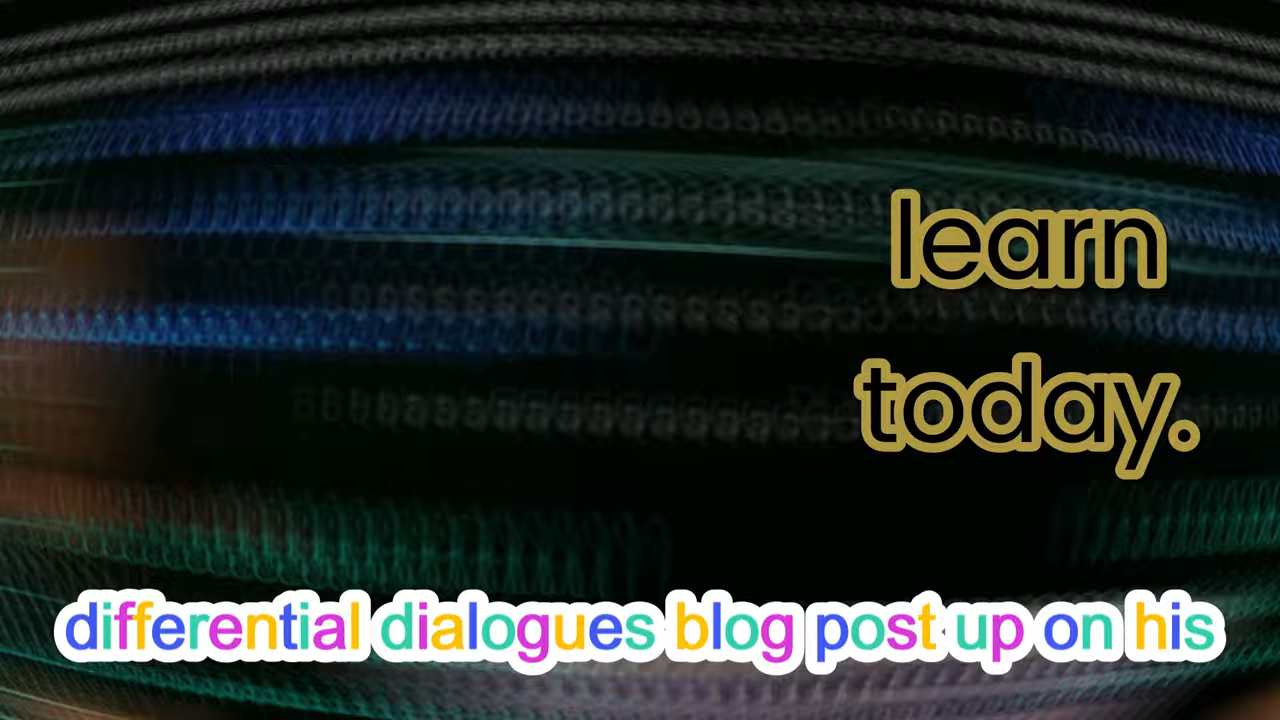 learn
today.
differential dialogues blog post up on his